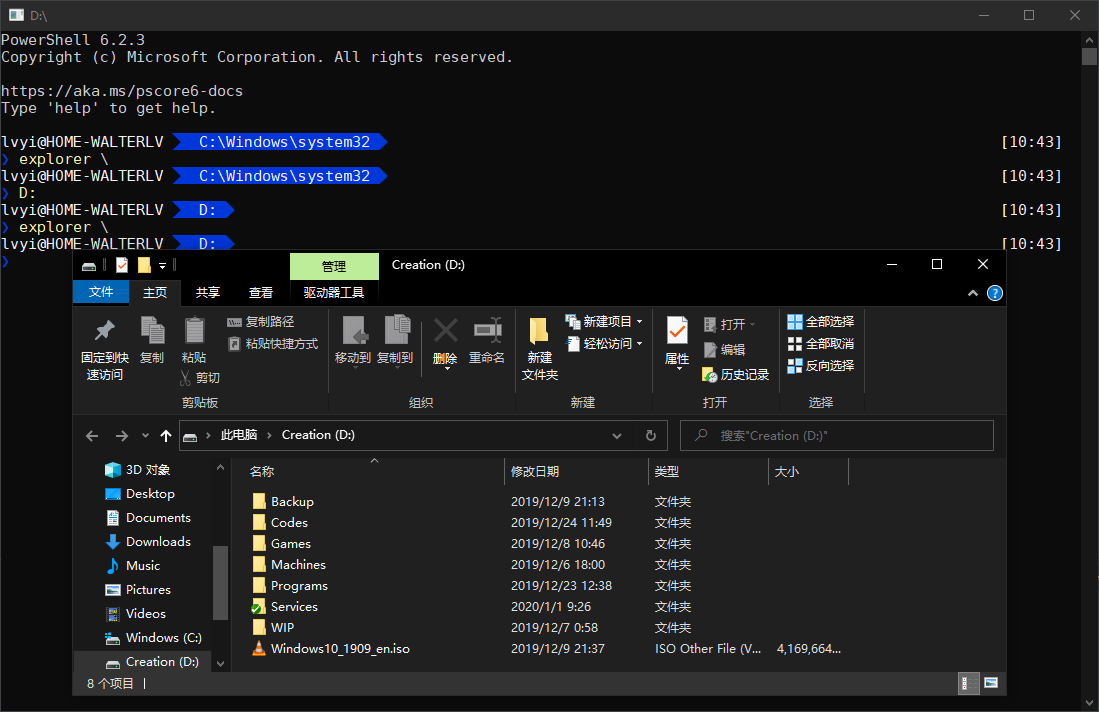 D:\
PowerShell 6.2.3
Copyright (c) Microsoft Corporation. All rights reserved.
https://aka.ms/pscore6-docs
Type 'help' to get help.
lvyi@HOME-WALTERLV C:\Windows\system32 [10:43]
❯ explorer \
lvyi@HOME-WALTERLV C:\Windows\system32 [10:43]
❯ D:
lvyi@HOME-WALTERLV D: [10:43]
❯ explorer \
lvyi@HOME-WALTERLV D: [10:43]
❯
管理 Creation (D:)
文件 主页 共享 查看 驱动器工具
固定到快速访问
复制
粘贴
复制路径
粘贴快捷方式
剪切
剪贴板
移动到
复制到
删除
重命名
组织
新建文件夹
新建项目
轻松访问
新建
属性
打开
编辑
历史记录
打开
全部选择
全部取消
反向选择
选择
此电脑 › Creation (D:)
搜索"Creation (D:)"
3D 对象
Desktop
Documents
Downloads
Music
Pictures
Videos
Windows (C:)
Creation (D:)
名称 修改日期 类型 大小
Backup 2019/12/9 21:13 文件夹
Codes 2019/12/24 11:49 文件夹
Games 2019/12/8 10:46 文件夹
Machines 2019/12/6 18:00 文件夹
Programs 2019/12/23 12:38 文件夹
Services 2020/1/1 9:26 文件夹
WIP 2019/12/7 0:58 文件夹
Windows10_1909_en.iso 2019/12/9 21:37 ISO Other File (V... 4,169,664...
8 个项目